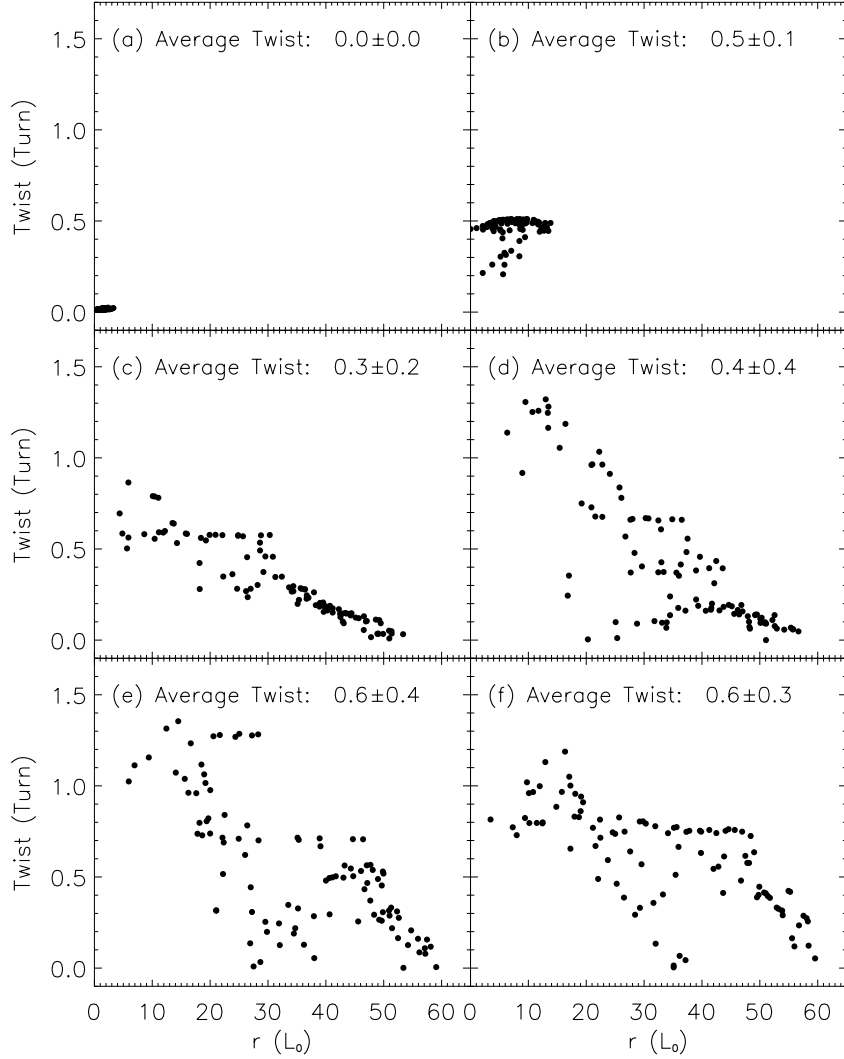 (a) Average Twist: 0.0±0.0
(b) Average Twist: 0.5±0.1
1.5
1.0
0.5
0.0
Twist (Turn)
(c) Average Twist: 0.3±0.2
(d) Average Twist: 0.4±0.4
1.5
1.0
0.5
0.0
Twist (Turn)
(e) Average Twist: 0.6±0.4
(f) Average Twist: 0.6±0.3
1.5
1.0
0.5
0.0
Twist (Turn)
0 10 20 30 40 50 60 0 10 20 30 40 50 60
r (L₀) r (L₀)